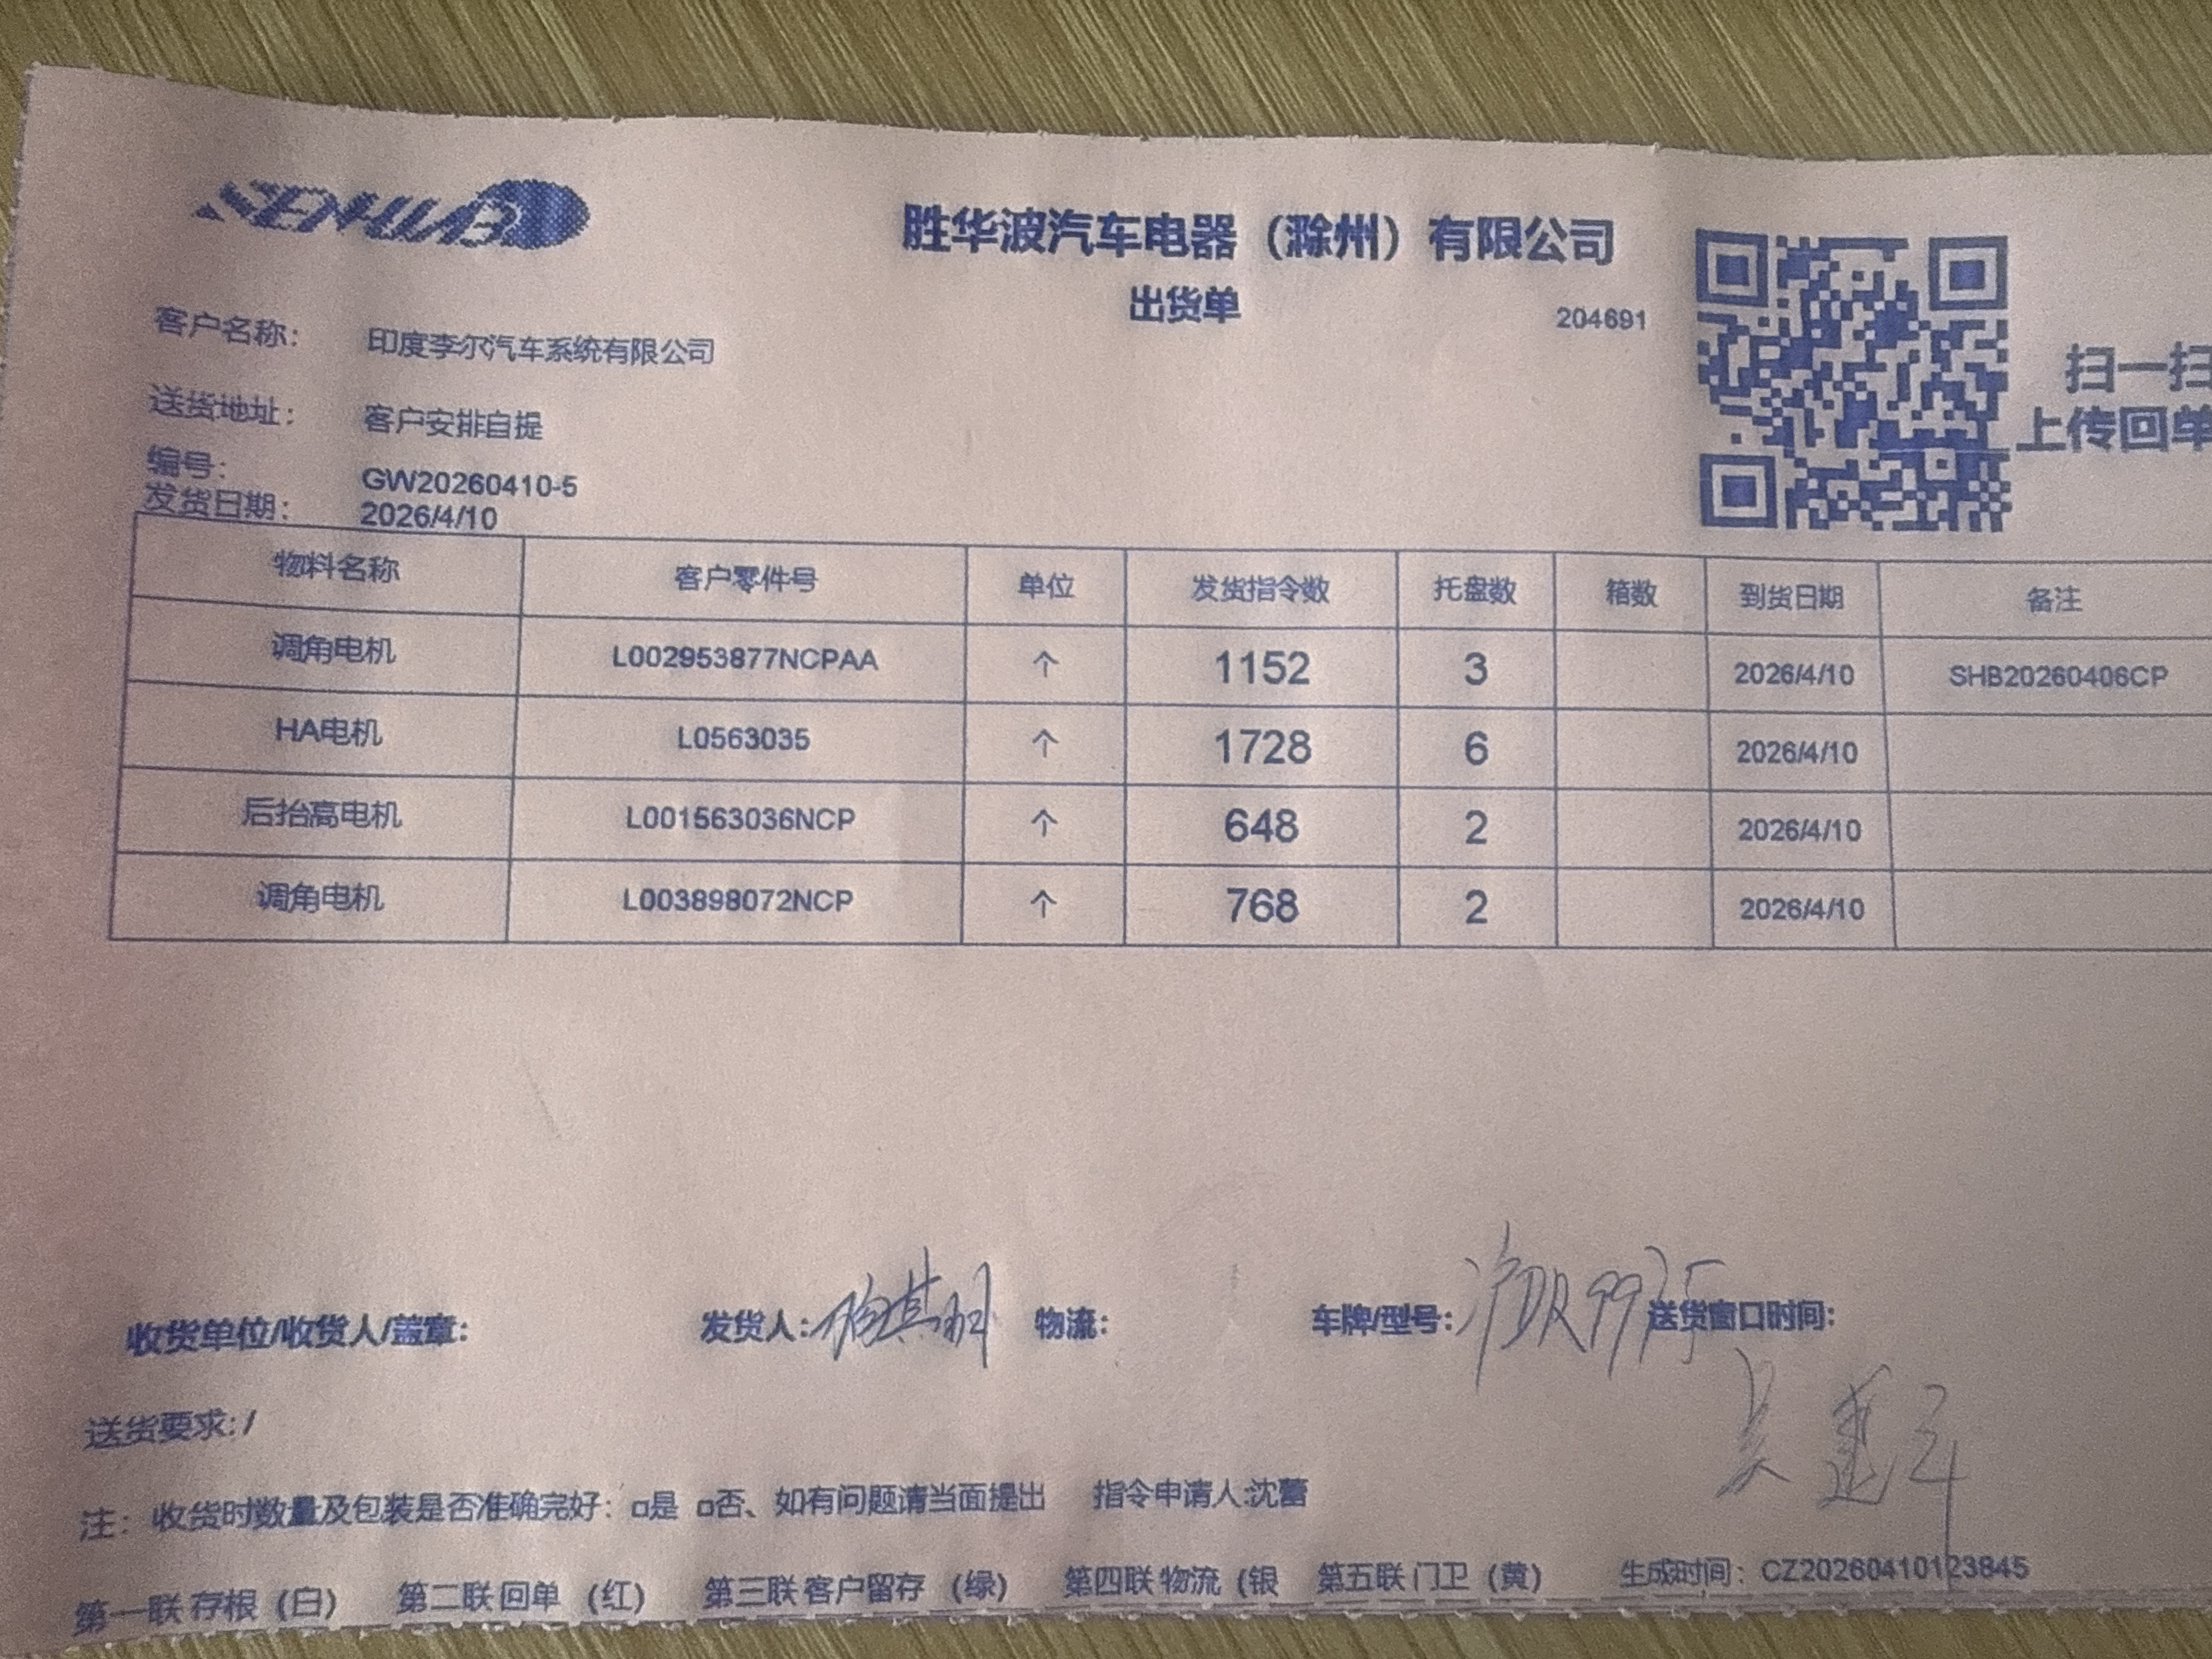 SENHUAB
胜华波汽车电器（滁州）有限公司
出货单
204691
扫一扫
上传回单
客户名称： 印度李尔汽车系统有限公司
送货地址： 客户安排自提
编号： GW20260410-5
发货日期： 2026/4/10
物料名称 客户零件号 单位 发货指令数 托盘数 箱数 到货日期 备注
调角电机 L002953877NCPAA 个 1152 3 2026/4/10 SHB20260406CP
HA电机 L0563035 个 1728 6 2026/4/10
后抬高电机 L001563036NCP 个 648 2 2026/4/10
调角电机 L003898072NCP 个 768 2 2026/4/10
收货单位/收货人/盖章： 发货人： 物流： 车牌/型号： 送货窗口时间：
送货要求: /
注： 收货时数量及包装是否准确完好：□是 □否、如有问题请当面提出 指令申请人:沈蕾
第一联 存根（白） 第二联 回单 （红） 第三联 客户留存 （绿） 第四联 物流（银 第五联 门卫（黄） 生成时间：CZ20260410123845